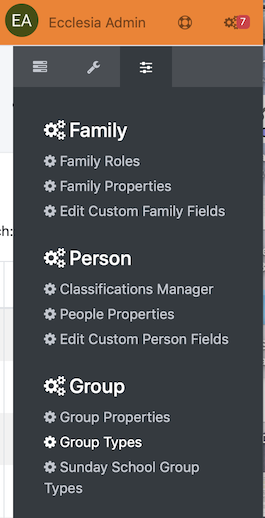 EA Ecclesia Admin 7
ch:
Family
Family Roles
Family Properties
Edit Custom Family Fields
Person
Classifications Manager
People Properties
Edit Custom Person Fields
Group
Group Properties
Group Types
Sunday School Group
Types